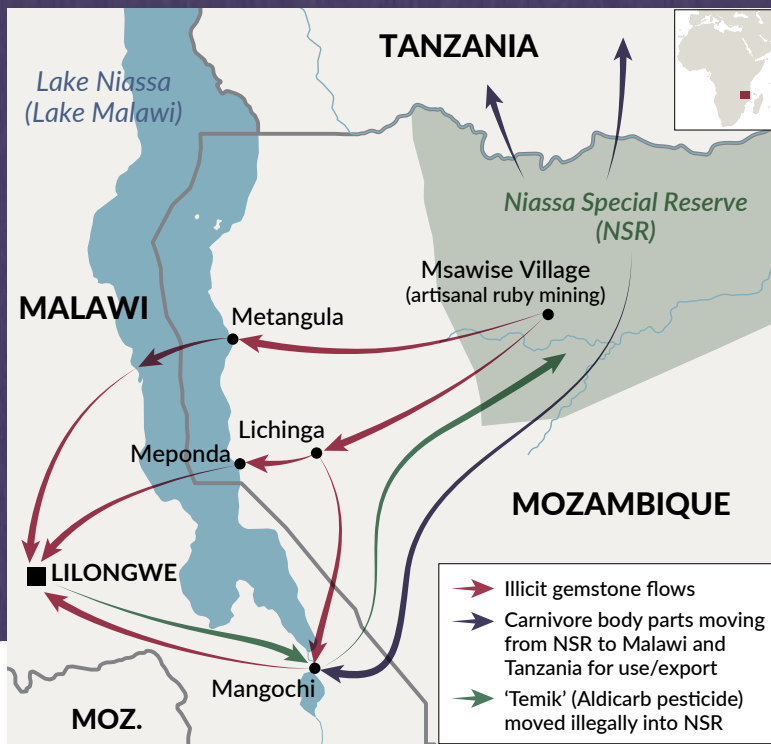 TANZANIA
Lake Niassa
(Lake Malawi)
Niassa Special Reserve
(NSR)
Msawise Village
(artisanal ruby mining)
MALAWI
Metangula
Lichinga
Meponda
MOZAMBIQUE
LILONGWE
Mangochi
MOZ.
Illicit gemstone flows
Carnivore body parts moving
from NSR to Malawi and
Tanzania for use/export
‘Temik’ (Aldicarb pesticide)
moved illegally into NSR